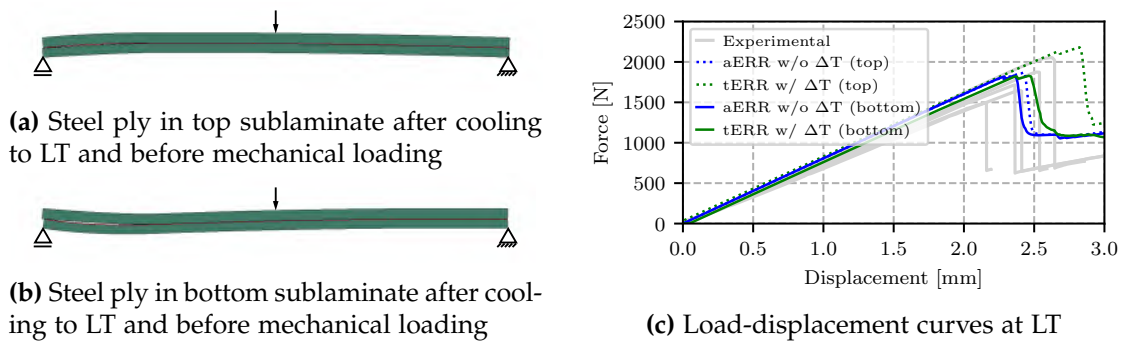 (a) Steel ply in top sublaminate after cooling
to LT and before mechanical loading
(b) Steel ply in bottom sublaminate after cool-
ing to LT and before mechanical loading
Force [N]
2500
2000
1500
1000
500
0
Experimental
aERR w/o ΔT (top)
tERR w/ ΔT (top)
aERR w/o ΔT (bottom)
tERR w/ ΔT (bottom)
0.0 0.5 1.0 1.5 2.0 2.5 3.0
Displacement [mm]
(c) Load-displacement curves at LT